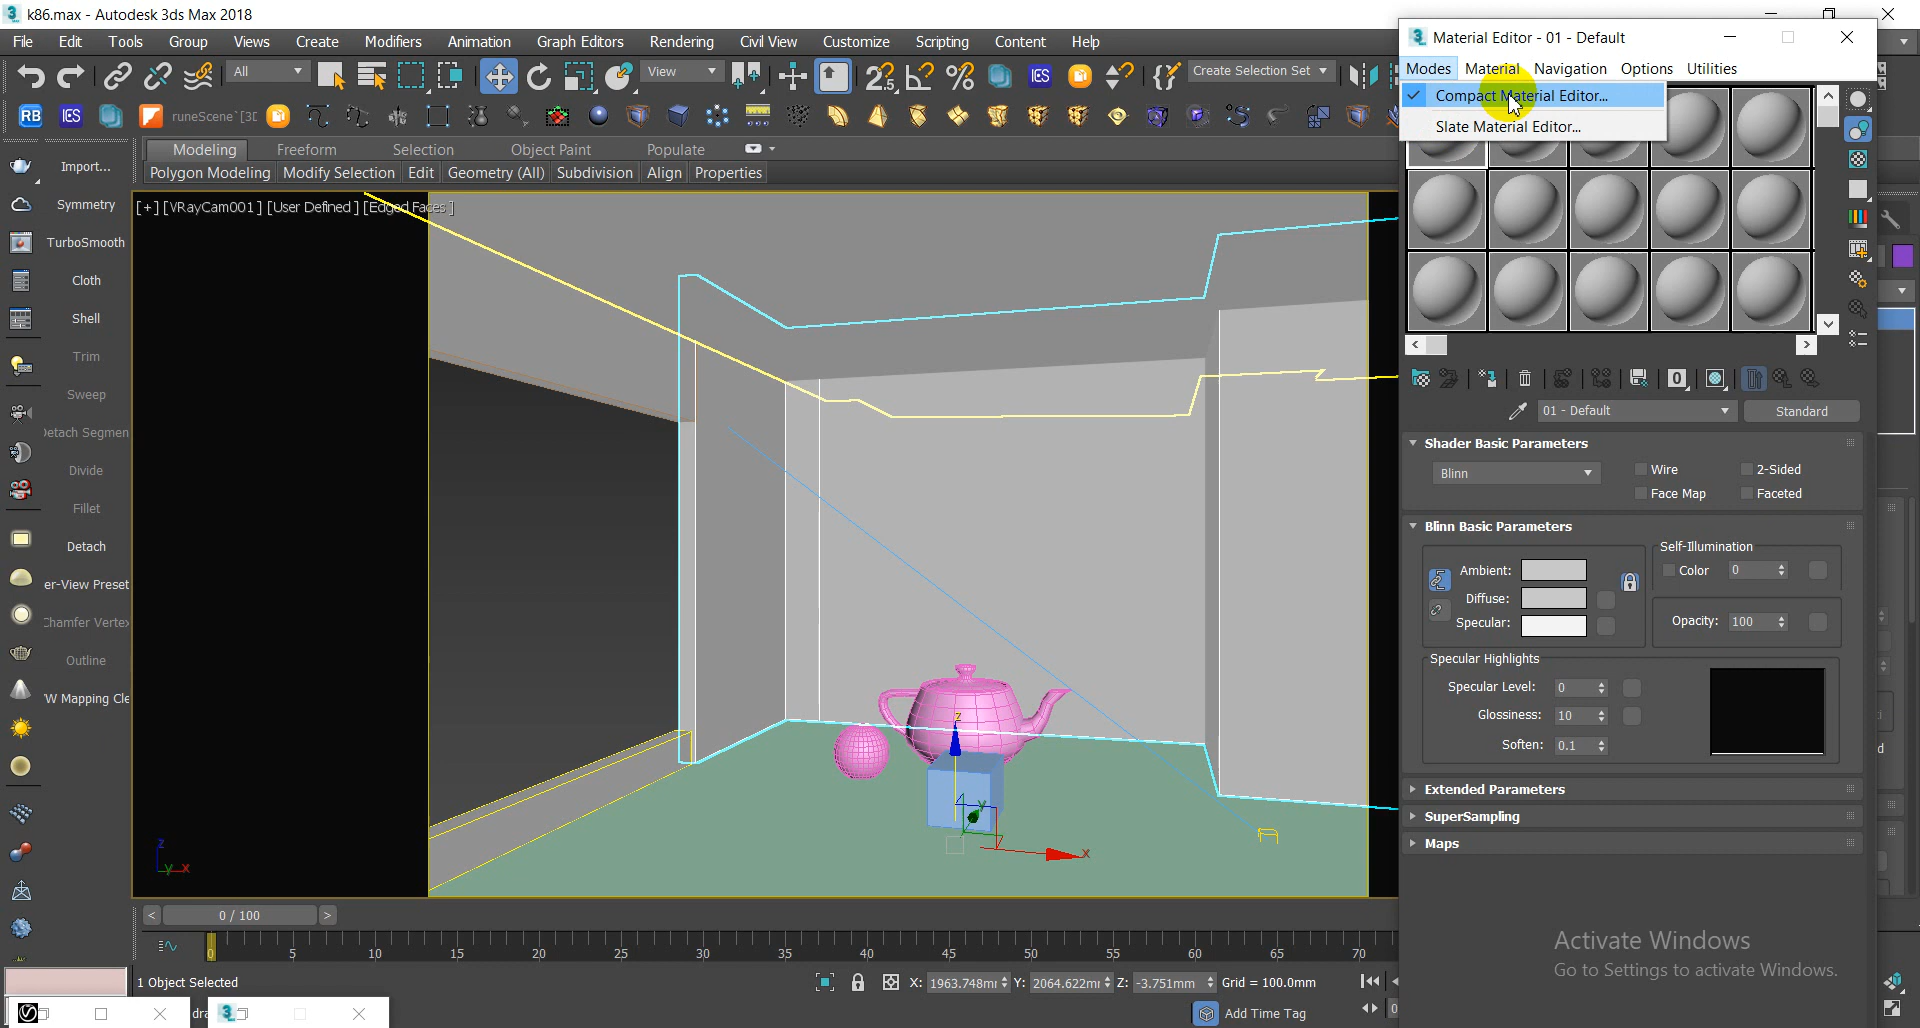 k86.max - Autodesk 3ds Max 2018
File Edit Tools Group Views Create Modifiers Animation Graph Editors Rendering Civil View Customize Scripting Content Help
All View Create Selection Set
RB IES runeScene`[3D
Modeling Freeform Selection Object Paint Populate
Polygon Modeling Modify Selection Edit Geometry (All) Subdivision Align Properties
Import...
Symmetry
TurboSmooth
Cloth
Shell
Trim
Sweep
Detach Segmen
Divide
Fillet
Detach
er-View Preset
Chamfer Vertex
Outline
W Mapping Cle
[+] [VRayCam001] [User Defined] [Edged Faces]
z
y
x
z
y x
< 0 / 100 >
0 5 10 15 20 25 30 35 40 45 50 55 60 65 70
1 Object Selected
X: 1963.748mm Y: 2064.622mm Z: -3.751mm Grid = 100.0mm
Add Time Tag
Material Editor - 01 - Default
Modes Material Navigation Options Utilities
Compact Material Editor...
Slate Material Editor...
01 - Default Standard
Shader Basic Parameters
Blinn Wire 2-Sided
Face Map Faceted
Blinn Basic Parameters
Self-Illumination
Ambient: Color 0
Diffuse:
Specular: Opacity: 100
Specular Highlights
Specular Level: 0
Glossiness: 10
Soften: 0.1
Extended Parameters
SuperSampling
Maps
Activate Windows
Go to Settings to activate Windows.